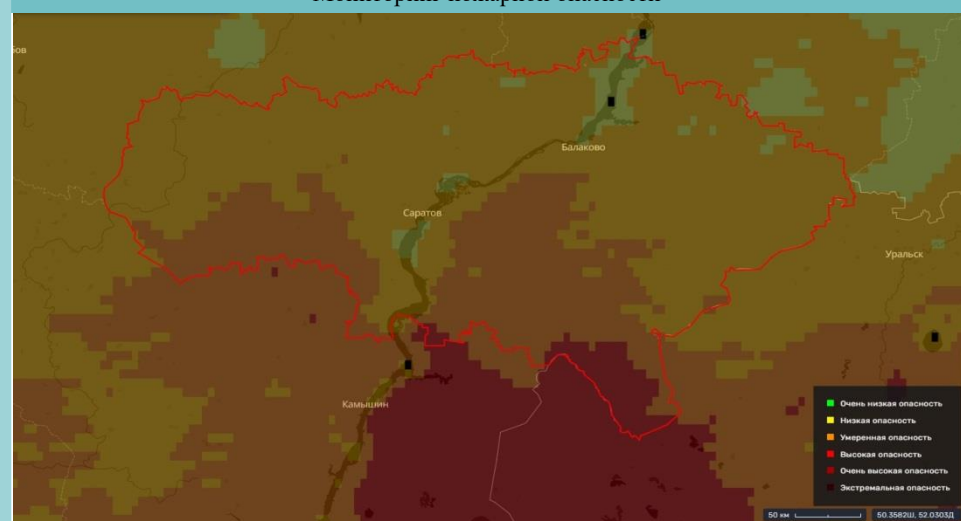 Мониторинг пожарной опасности
ов
Балаково
Саратов
Уральск
Камышин
Очень низкая опасность
Низкая опасность
Умеренная опасность
Высокая опасность
Очень высокая опасность
Экстремальная опасность
50 км
50.3582Ш, 52.0303Д